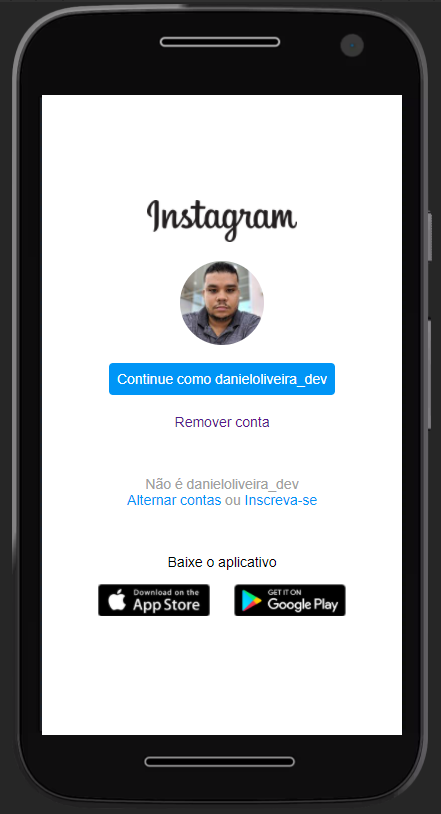 Instagram
Continue como danieloliveira_dev
Remover conta
Não é danieloliveira_dev
Alternar contas ou Inscreva-se
Baixe o aplicativo
Download on the
App Store
GET IT ON
Google Play